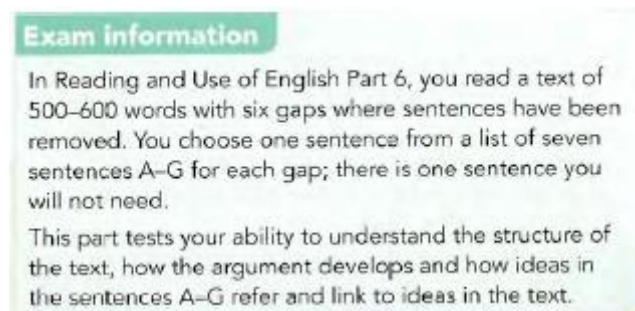 Exam information
In Reading and Use of English Part 6, you read a text of
500–600 words with six gaps where sentences have been
removed. You choose one sentence from a list of seven
sentences A–G for each gap; there is one sentence you
will not need.
This part tests your ability to understand the structure of
the text, how the argument develops and how ideas in
the sentences A–G refer and link to ideas in the text.